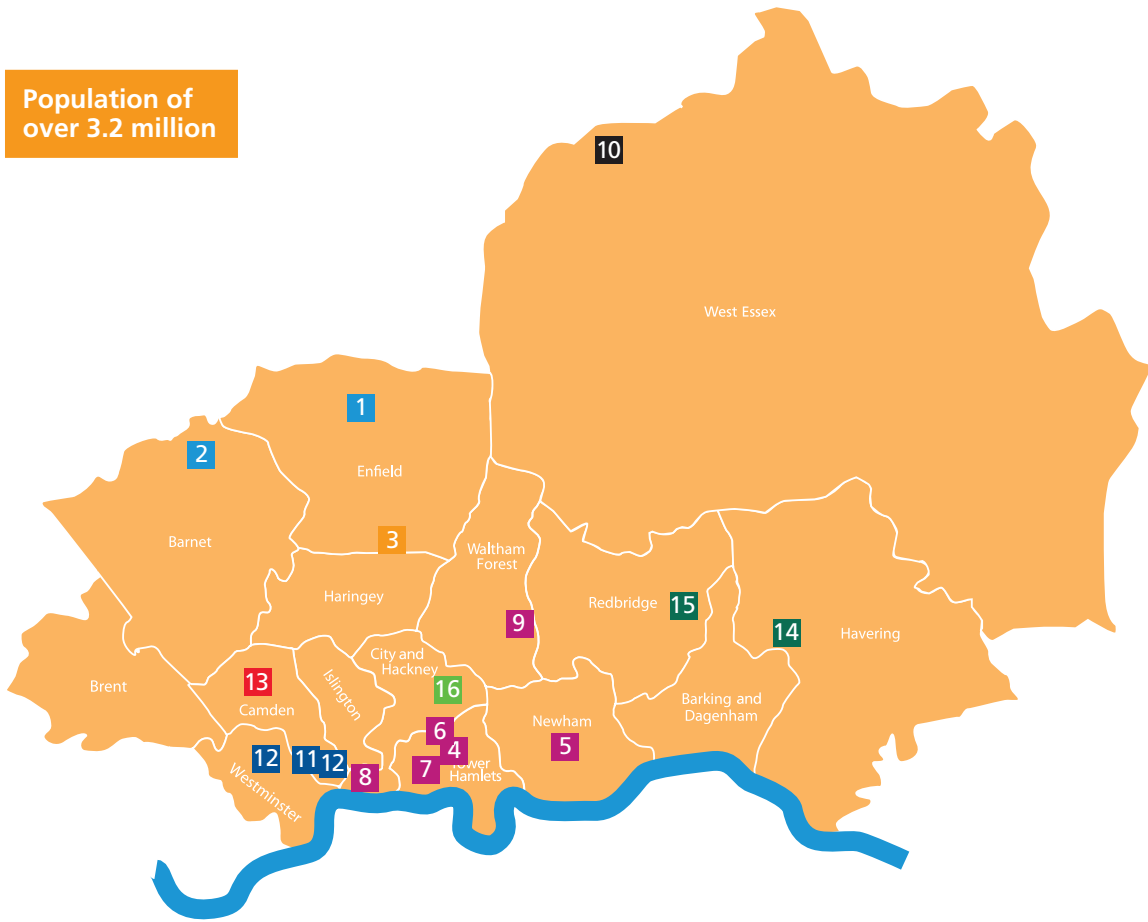 Population of
over 3.2 million
10
West Essex
1
2
Enfield
3
Barnet
Waltham
Forest
Haringey
Redbridge
15
9
14
Havering
City and
Hackney
Brent
13
Camden
Islington
16
Barking and
Dagenham
Newham
6
5
4
12
11
12
7
8
Tower
Hamlets
Westminster